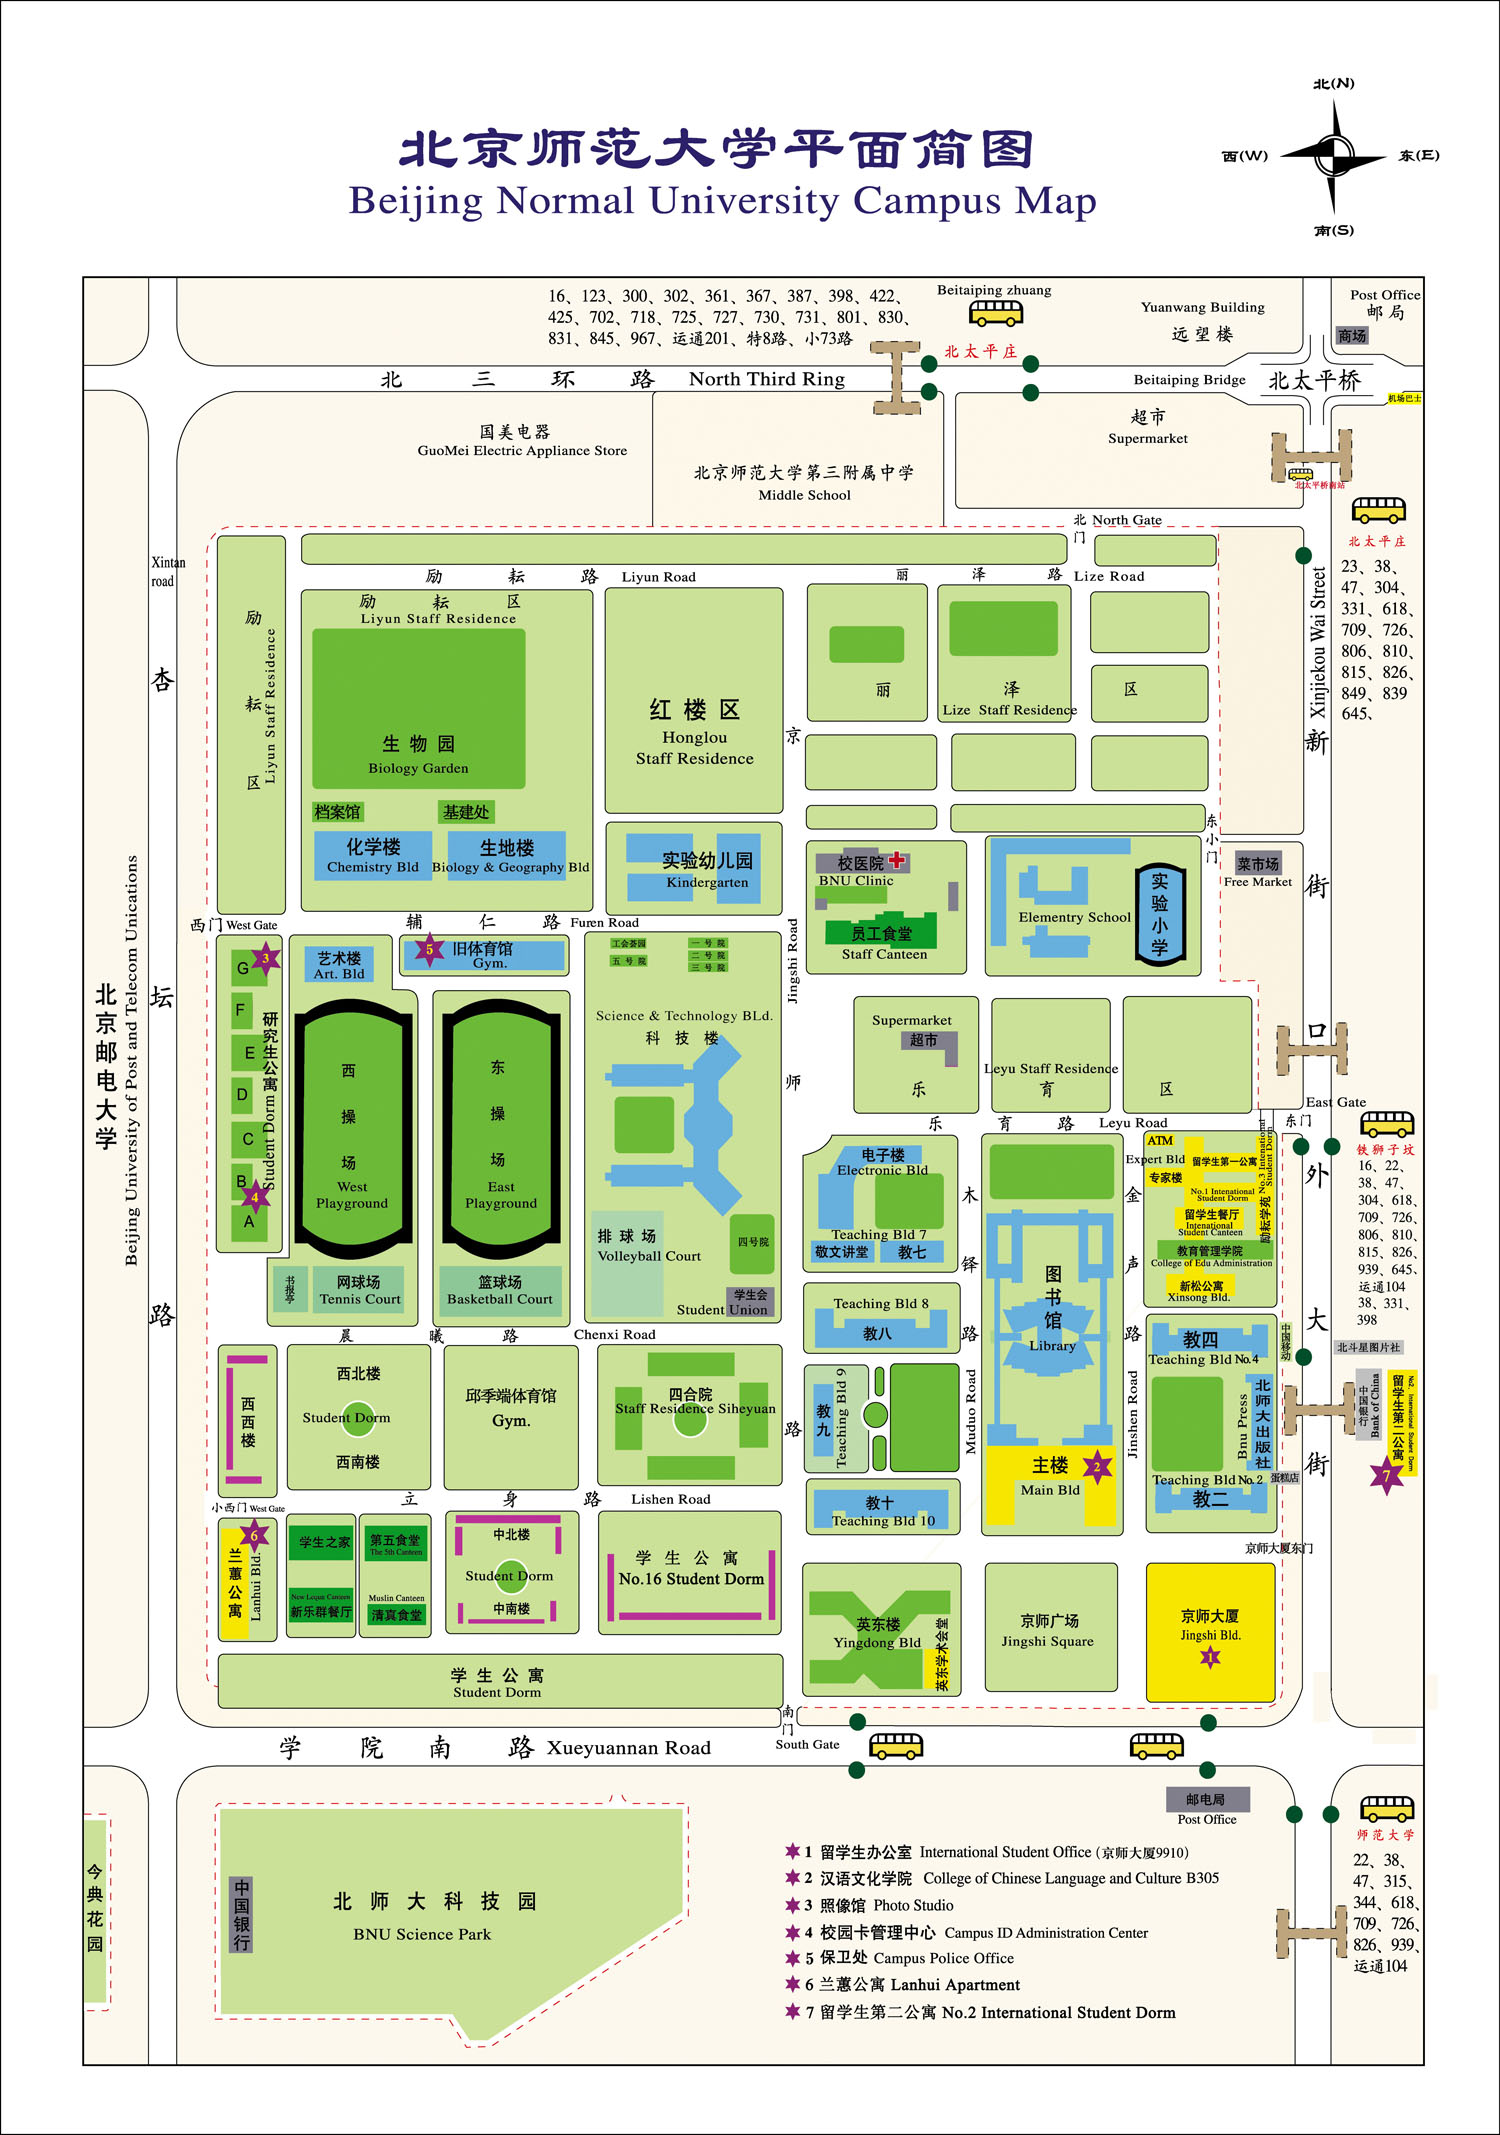 北(N)
西(W)
东(E)
南(S)
北京师范大学平面简图
Beijing Normal University Campus Map
16、123、300、302、361、367、387、398、422、
425、702、718、725、727、730、731、801、830、
831、845、967、运通201、特8路、小73路
Beitaiping zhuang
北太平庄
Yuanwang Building
远望楼
Post Office
邮局
商场
北三环路 North Third Ring
Beitaiping Bridge 北太平桥
机场巴士
国美电器
GuoMei Electric Appliance Store
北京师范大学第三附属中学
Middle School
超市
Supermarket
北太平桥南站
北太平庄
23、38、
47、304、
331、618、
709、726、
806、810、
815、826、
849、839
645、
北门 North Gate
Xintan
road
杏坛路
励耘路 Liyun Road
丽泽路 Lize Road
励耘区
Liyun Staff Residence
励耘区
Liyun Staff Residence
生物园
Biology Garden
红楼区
Honglou
Staff Residence
丽泽区
Lize Staff Residence
Xinjiekou Wai Street
新街口外大街
京师路
Jingshi Road
档案馆
基建处
化学楼
Chemistry Bld
生地楼
Biology & Geography Bld
实验幼儿园
Kindergarten
校医院
BNU Clinic
员工食堂
Staff Canteen
Elementry School
实验小学
东小门
菜市场
Free Market
西门 West Gate
辅仁路 Furen Road
北京邮电大学
Beijing University of Post and Telecom Unications
G
3
F
E
D
C
B
4
A
研究生公寓
Student Dorm
艺术楼
Art. Bld
5
旧体育馆
Gym.
西操场
West
Playground
东操场
East
Playground
工会荟园
五号院
一号院
二号院
三号院
Science & Technology BLd.
科技楼
排球场
Volleyball Court
四号院
学生会
Student Union
Supermarket
超市
Leyu Staff Residence
乐育区
乐育路 Leyu Road
East Gate
东门
铁狮子坟
16、22、
38、47、
304、618、
709、726、
806、810、
815、826、
939、645、
运通104
38、331、
398
电子楼
Electronic Bld
Teaching Bld 7
敬文讲堂
教七
木铎路
Muduo Road
金声路
Jinshen Road
ATM
Expert Bld
专家楼
留学生第一公寓
No.1 Intenational
Student Dorm
No.3 International
Student Dorm
励耘学苑
留学生餐厅
International
Student Canteen
教育管理学院
College of Edu Administration
新松公寓
Xinsong Bld.
书报亭
网球场
Tennis Court
篮球场
Basketball Court
晨曦路 Chenxi Road
Teaching Bld 8
教八
图书馆
Library
教四
Teaching Bld No.4
中国移动
北斗星图片社
西西楼
西北楼
Student Dorm
西南楼
邱季端体育馆
Gym.
四合院
Staff Residence Siheyuan
教九
Teaching Bld 9
主楼
2
Main Bld
Bnu Press
北师大出版社
Teaching Bld No.2
教二
蛋糕店
中国银行
Bank of China
留学生第二公寓
No2. International Student Dorm
7
小西门 West Gate
立身路 Lishen Road
教十
Teaching Bld 10
6
兰蕙公寓
Lanhui Bld.
学生之家
第五食堂
The 5th Canteen
New Lequn Canteen
新乐群餐厅
Muslin Canteen
清真食堂
中北楼
Student Dorm
中南楼
学生公寓
No.16 Student Dorm
京师大厦东门
英东楼
Yingdong Bld
英东学术会堂
京师广场
Jingshi Square
京师大厦
Jingshi Bld.
1
学生公寓
Student Dorm
南门
South Gate
学院南路 Xueyuannan Road
邮电局
Post Office
师范大学
22、38、
47、315、
344、618、
709、726、
826、939、
运通104
今典花园
中国银行
北师大科技园
BNU Science Park
1 留学生办公室 International Student Office (京师大厦9910)
2 汉语文化学院 College of Chinese Language and Culture B305
3 照像馆 Photo Studio
4 校园卡管理中心 Campus ID Administration Center
5 保卫处 Campus Police Office
6 兰蕙公寓 Lanhui Apartment
7 留学生第二公寓 No.2 International Student Dorm